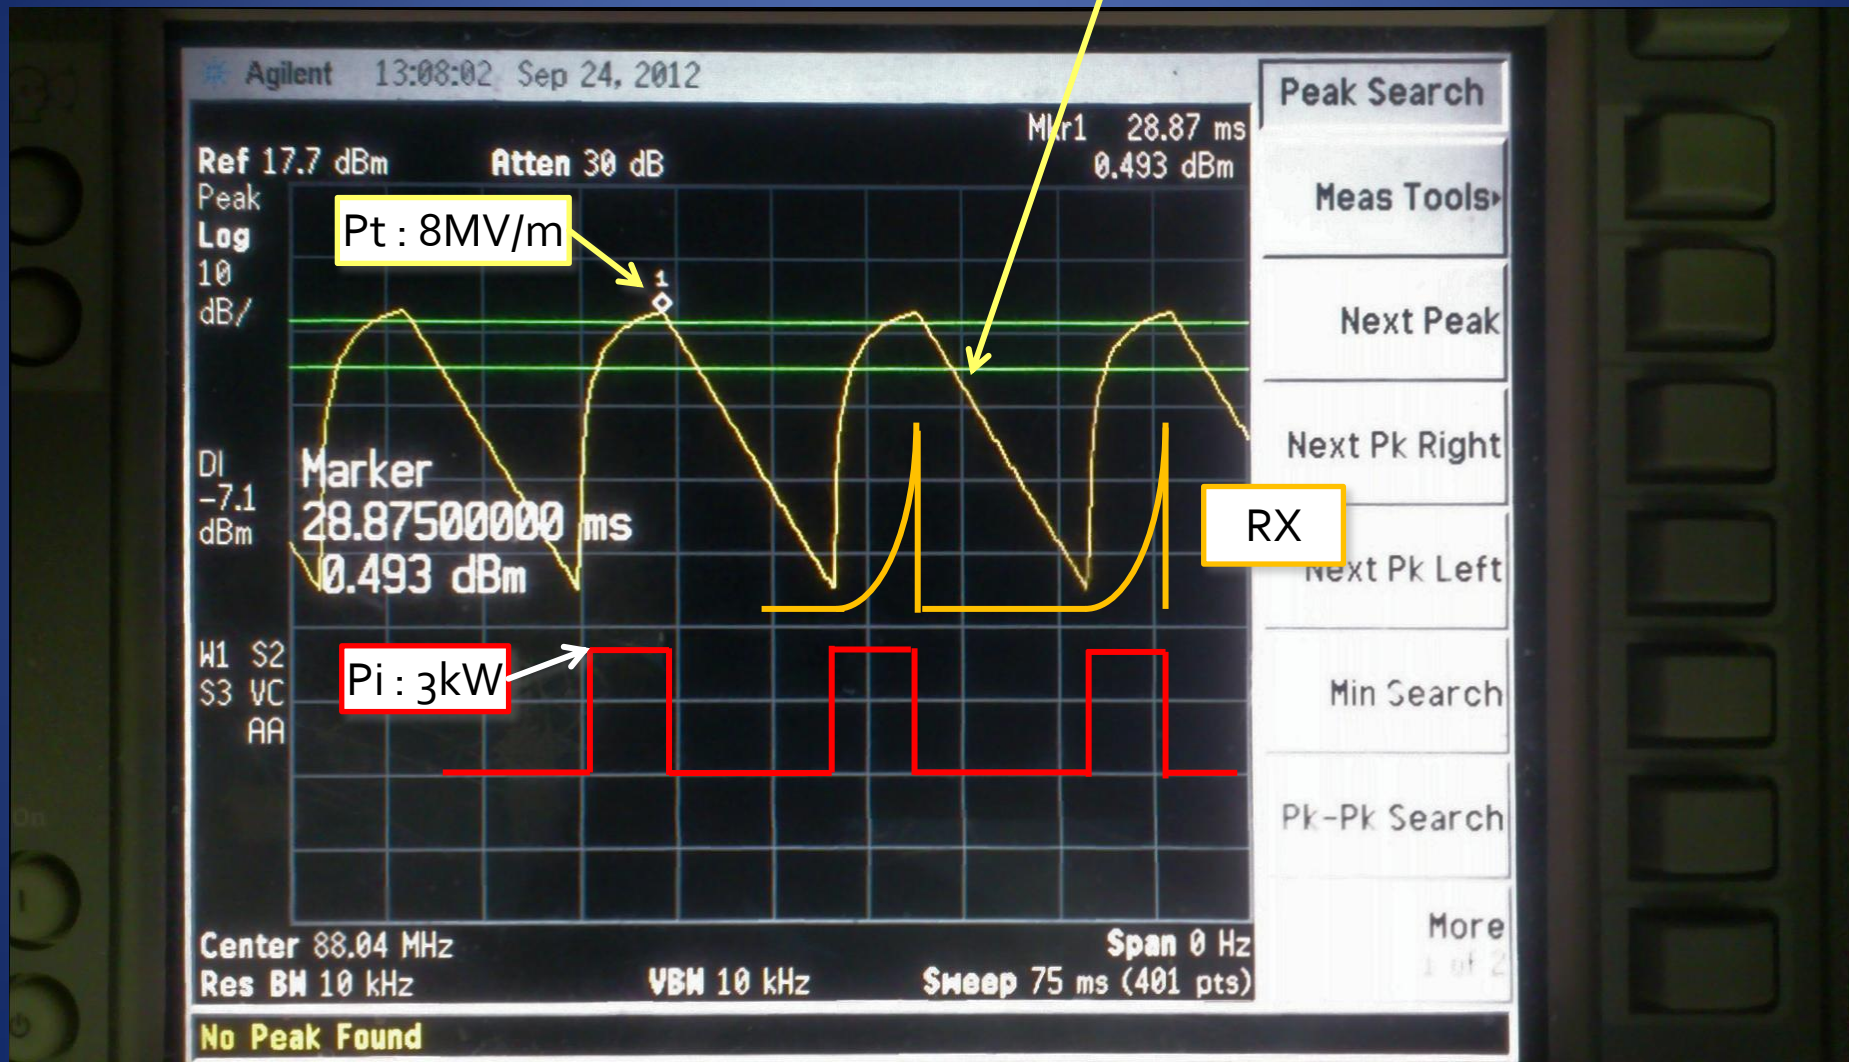 Agilent 13:08:02 Sep 24, 2012
Mkr1 28.87 ms
Ref 17.7 dBm Atten 30 dB 0.493 dBm
Peak
Log
10
dB/
Pt : 8MV/m
1
DI
-7.1
dBm
Marker
28.87500000 ms
0.493 dBm
RX
W1 S2
S3 VC
AA
Pi : 3kW
Center 88.04 MHz Span 0 Hz
Res BW 10 kHz VBW 10 kHz Sweep 75 ms (401 pts)
No Peak Found
Peak Search
Meas Tools
Next Peak
Next Pk Right
Next Pk Left
Min Search
Pk-Pk Search
More
1 of 2
On